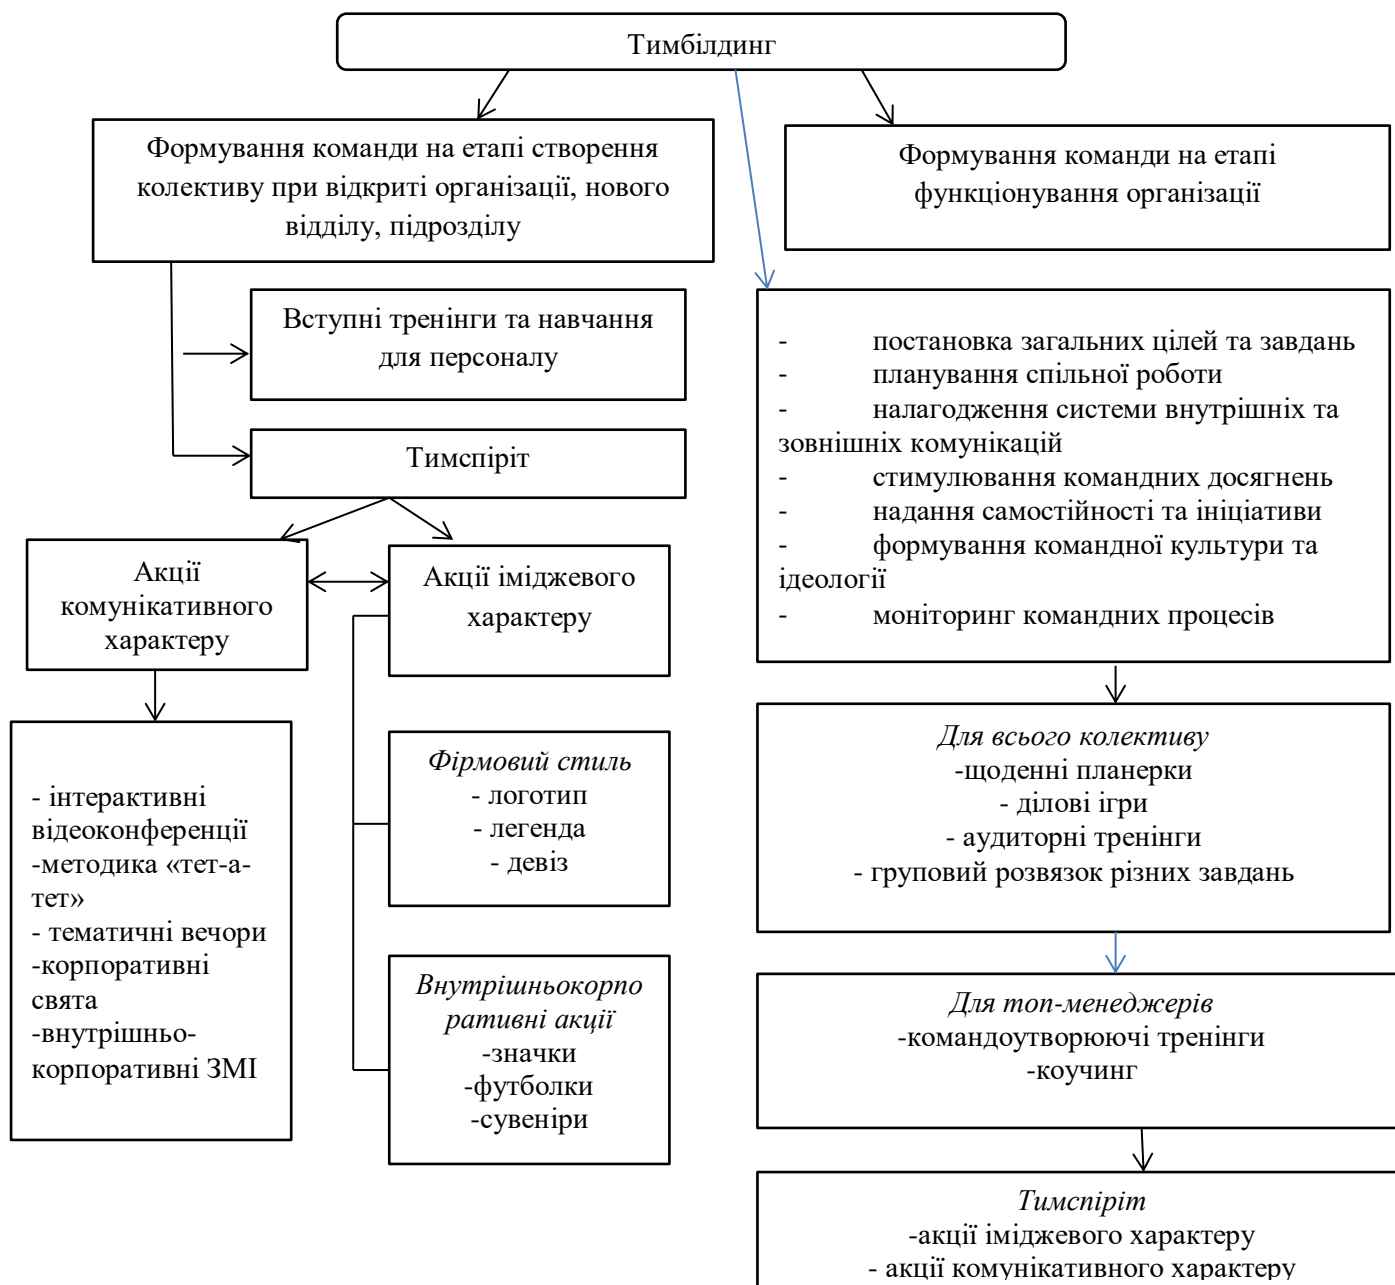 Тимбілдинг
Формування команди на етапі створення
колективу при відкриті організації, нового
відділу, підрозділу
Формування команди на етапі
функціонування організації
Вступні тренінги та навчання
для персоналу
Тимспіріт
Акції
комунікативного
характеру
Акції іміджевого
характеру
- інтерактивні
відеоконференції
-методика «тет-а-
тет»
- тематичні вечори
-корпоративні
свята
-внутрішньо-
корпоративні ЗМІ
Фірмовий стиль
- логотип
- легенда
- девіз
Внутрішньокорпо
ративні акції
-значки
-футболки
-сувеніри
- постановка загальних цілей та завдань
- планування спільної роботи
- налагодження системи внутрішніх та
зовнішніх комунікацій
- стимулювання командних досягнень
- надання самостійності та ініціативи
- формування командної культури та
ідеології
- моніторинг командних процесів
Для всього колективу
-щоденні планерки
- ділові ігри
- аудиторні тренінги
- груповий розвязок різних завдань
Для топ-менеджерів
-командоутворюючі тренінги
-коучинг
Тимспіріт
-акції іміджевого характеру
- акції комунікативного характеру